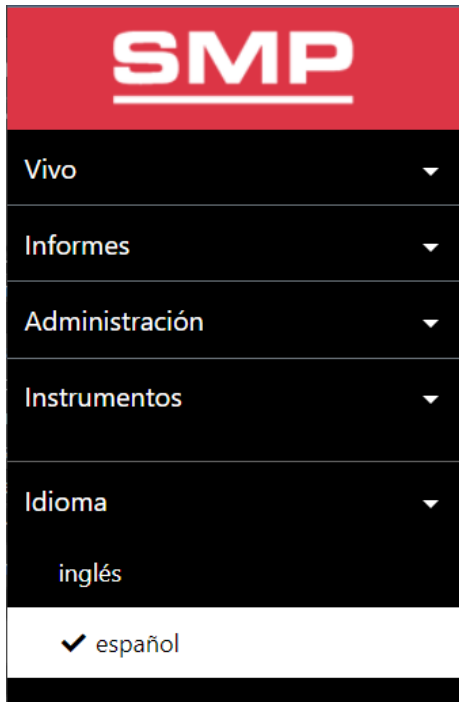 SMP
Vivo
Informes
Administración
Instrumentos
Idioma
inglés
español